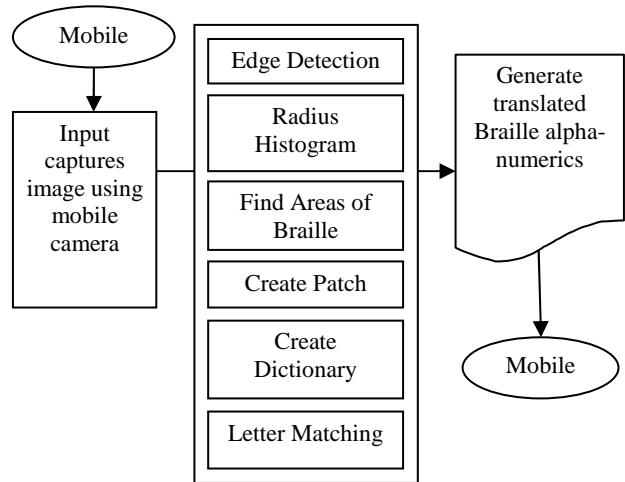 Mobile
Input
captures
image using
mobile
camera
Edge Detection
Radius
Histogram
Find Areas of
Braille
Create Patch
Create
Dictionary
Letter Matching
Generate
translated
Braille alpha-
numerics
Mobile